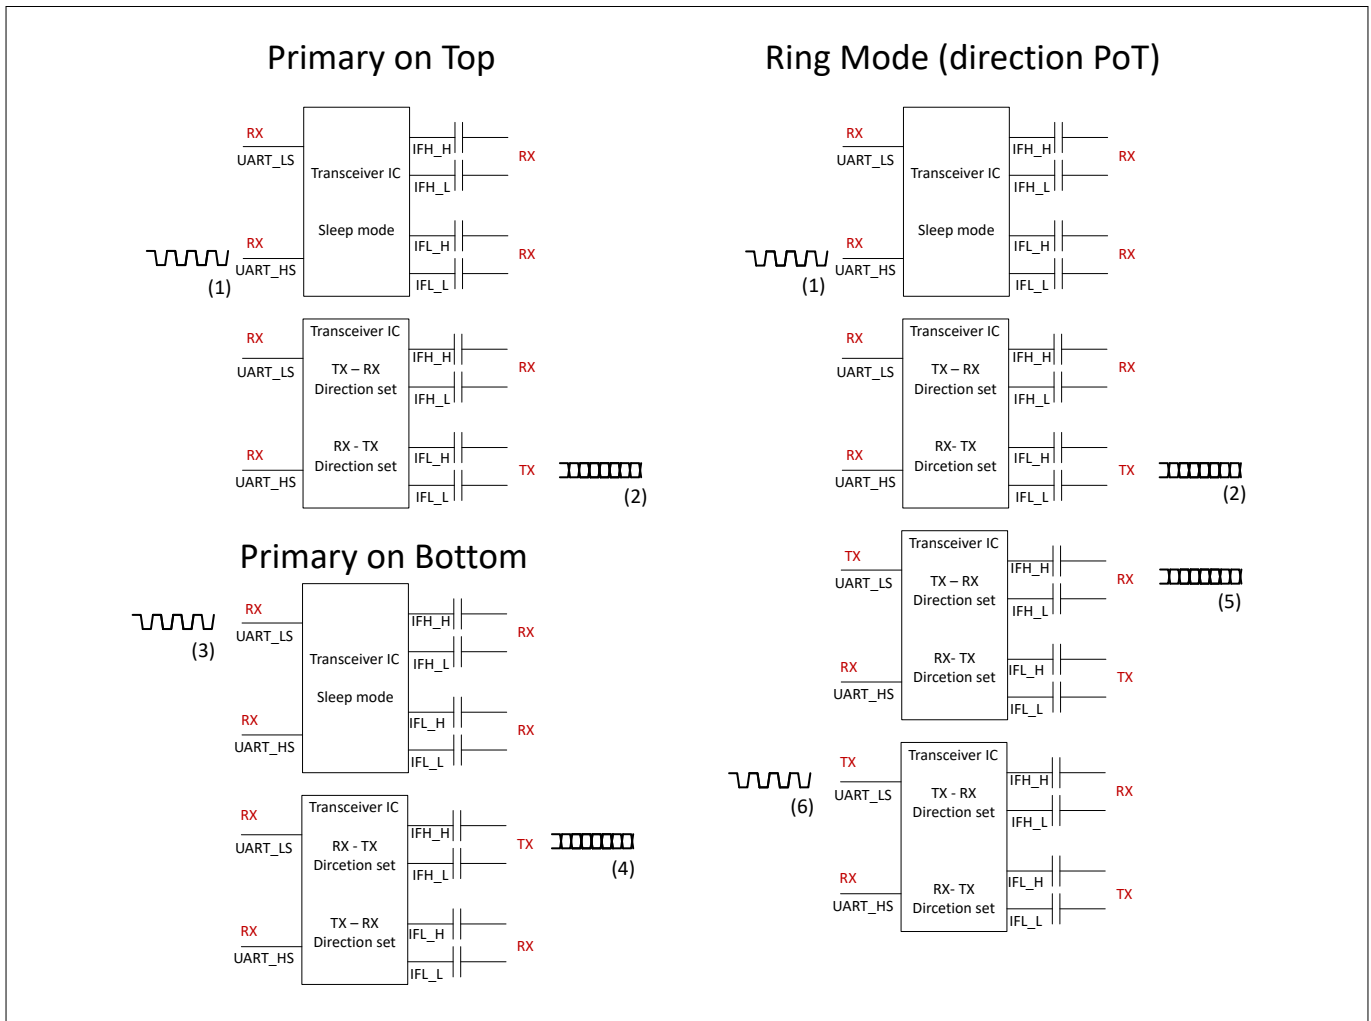 Primary on Top
RX
UART_LS
RX
UART_HS
(1)
Transceiver IC
Sleep mode
IFH_H
IFH_L
RX
IFL_H
IFL_L
RX
RX
UART_LS
RX
UART_HS
Transceiver IC
TX – RX
Direction set
RX - TX
Direction set
IFH_H
IFH_L
RX
IFL_H
IFL_L
TX
(2)
Primary on Bottom
RX
UART_LS
(3)
RX
UART_HS
Transceiver IC
Sleep mode
IFH_H
IFH_L
RX
IFL_H
IFL_L
RX
RX
UART_LS
RX
UART_HS
Transceiver IC
RX - TX
Dircetion set
TX – RX
Direction set
IFH_H
IFH_L
TX
(4)
IFL_H
IFL_L
RX
Ring Mode (direction PoT)
RX
UART_LS
RX
UART_HS
(1)
Transceiver IC
Sleep mode
IFH_H
IFH_L
RX
IFL_H
IFL_L
RX
RX
UART_LS
RX
UART_HS
Transceiver IC
TX – RX
Direction set
RX- TX
Dircetion set
IFH_H
IFH_L
RX
IFL_H
IFL_L
TX
(2)
TX
UART_LS
RX
UART_HS
Transceiver IC
TX – RX
Direction set
RX- TX
Dircetion set
IFH_H
IFH_L
RX
(5)
IFL_H
IFL_L
TX
TX
UART_LS
(6)
RX
UART_HS
Transceiver IC
TX - RX
Direction set
RX- TX
Dircetion set
IFH_H
IFH_L
RX
IFL_H
IFL_L
TX